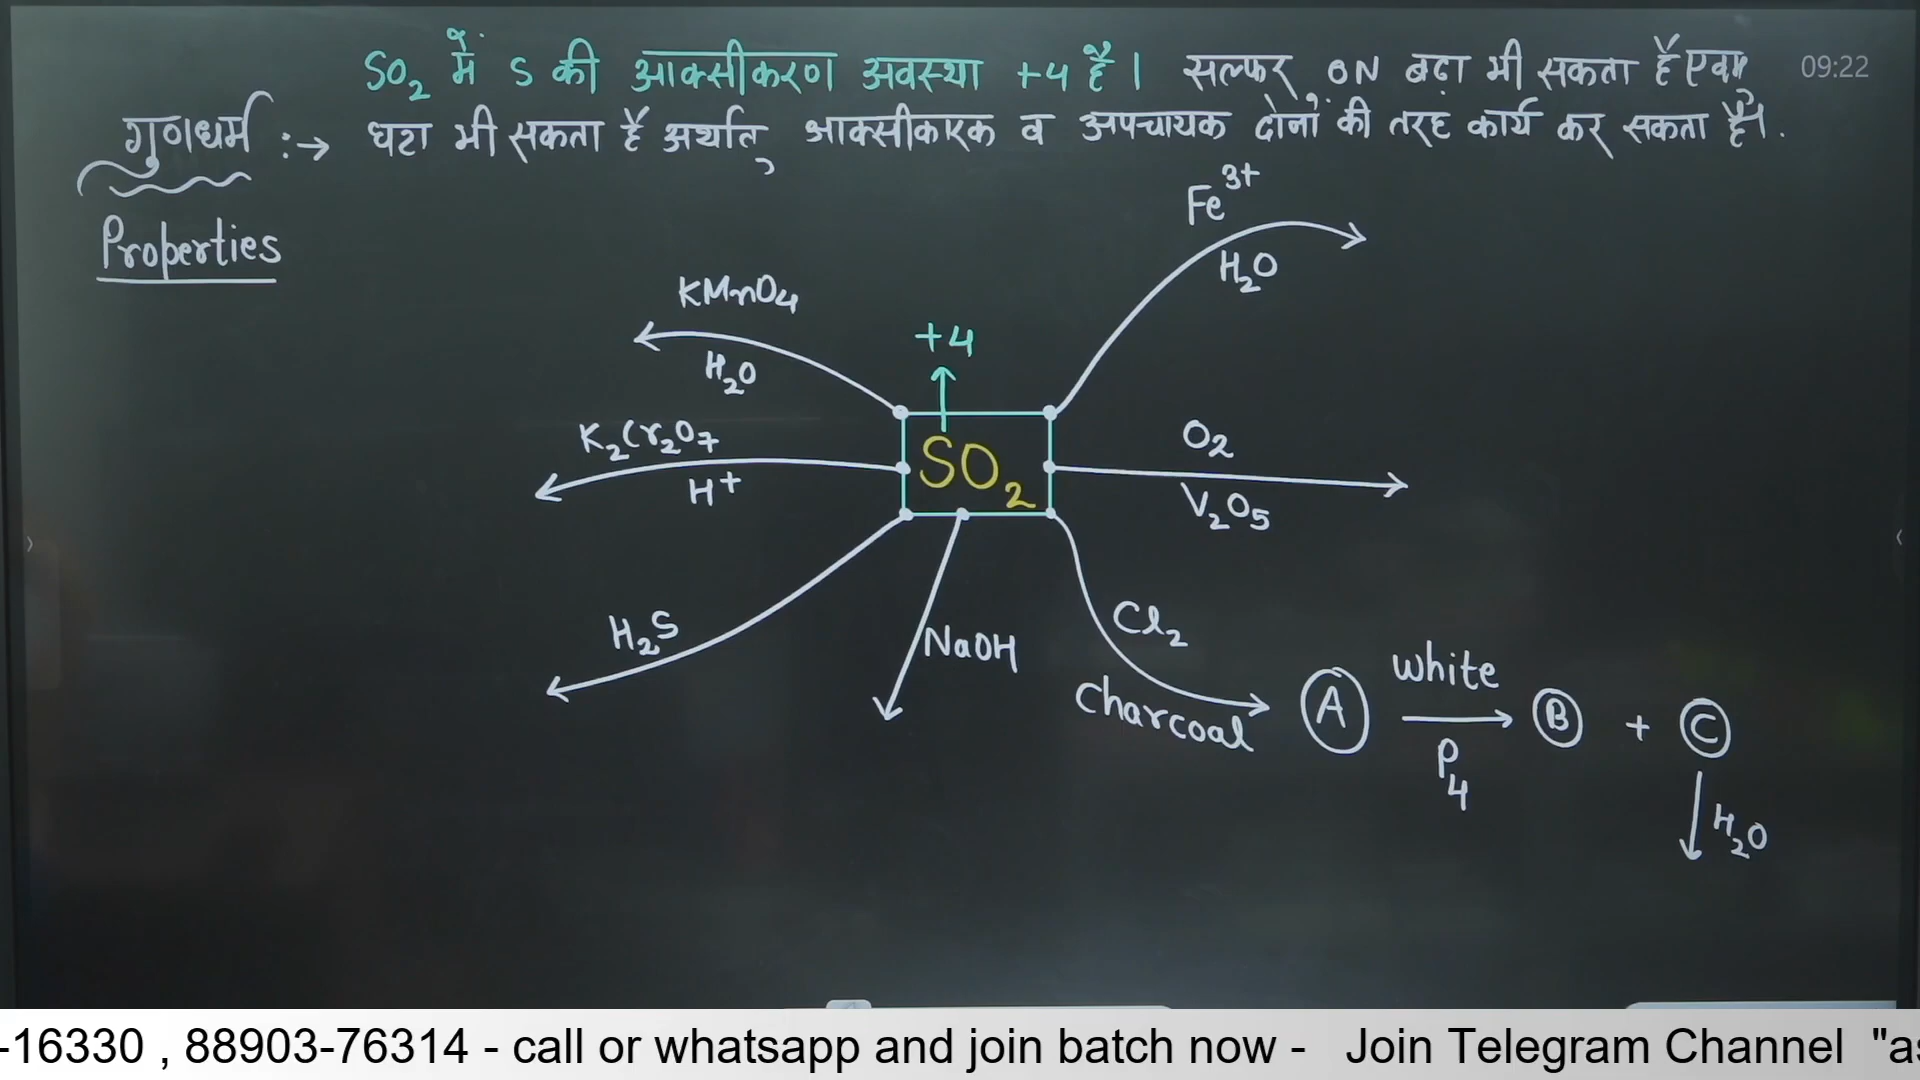 SO₂ में S की आक्सीकरण अवस्था +4 है। सल्फर ON बढ़ा भी सकता है एवम
09:22
गुणधर्म :→ घटा भी सकता है अर्थात्, आक्सीकारक व अपचायक दोनों की तरह कार्य कर सकता है।
Properties
Fe³⁺
H₂O
KMnO₄
H₂O
+4
K₂Cr₂O₇
H⁺
SO₂
O₂
V₂O₅
H₂S
NaOH
Cl₂
Charcoal
A white P₄ B + C
H₂O
-16330 , 88903-76314 - call or whatsapp and join batch now - Join Telegram Channel "as